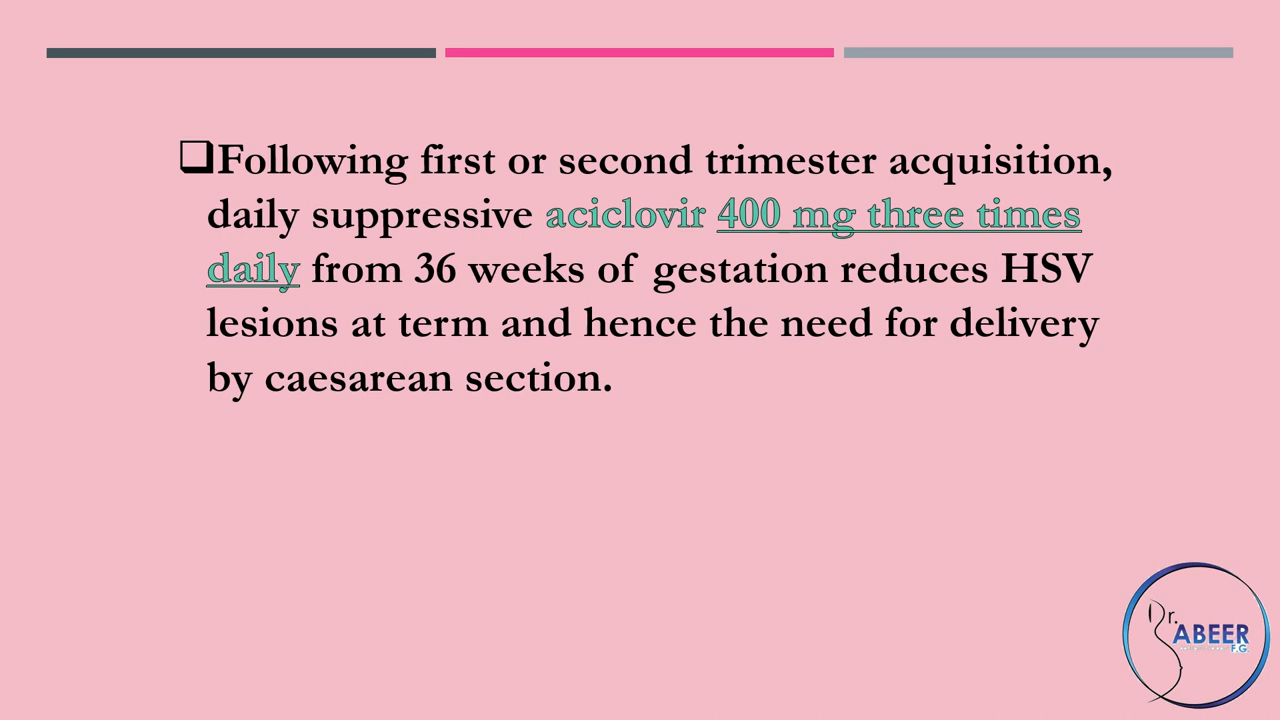 ❑Following first or second trimester acquisition,
daily suppressive aciclovir 400 mg three times
daily from 36 weeks of gestation reduces HSV
lesions at term and hence the need for delivery
by caesarean section.
Dr.
ABEER
F.G.